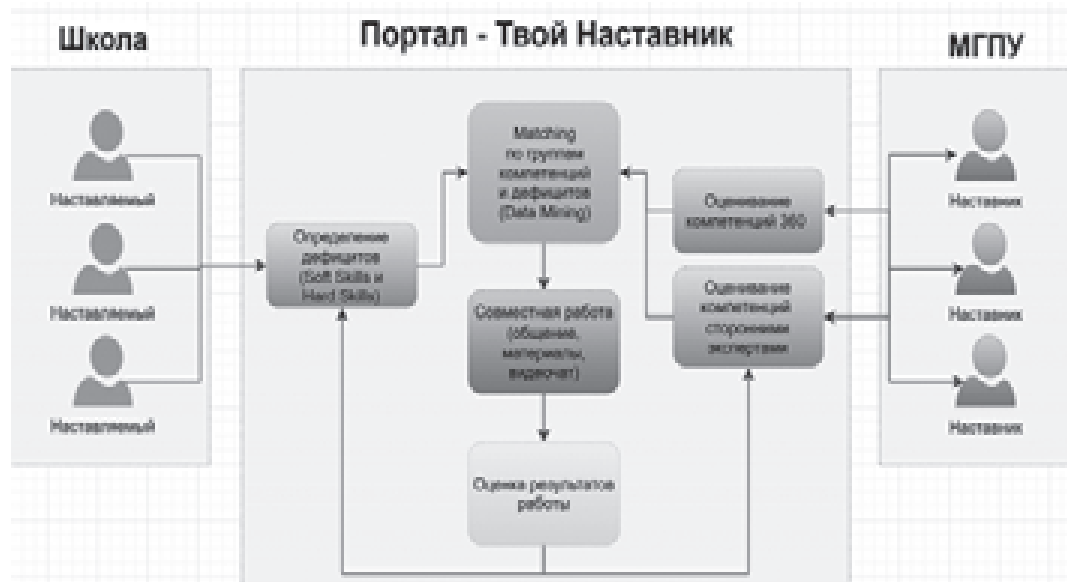 Школа
Портал - Твой Наставник
МГПУ
Наставляемый
Наставляемый
Наставляемый
Определение
дефицитов
(Soft Skills и
Hard Skills)
Matching
по группам
компетенций
и дефицитов
(Data Mining)
Совместная работа
(общение,
материалы,
видеочат)
Оценка результатов
работы
Оценивание
компетенций 360
Оценивание
компетенций
сторонними
экспертами
Наставник
Наставник
Наставник